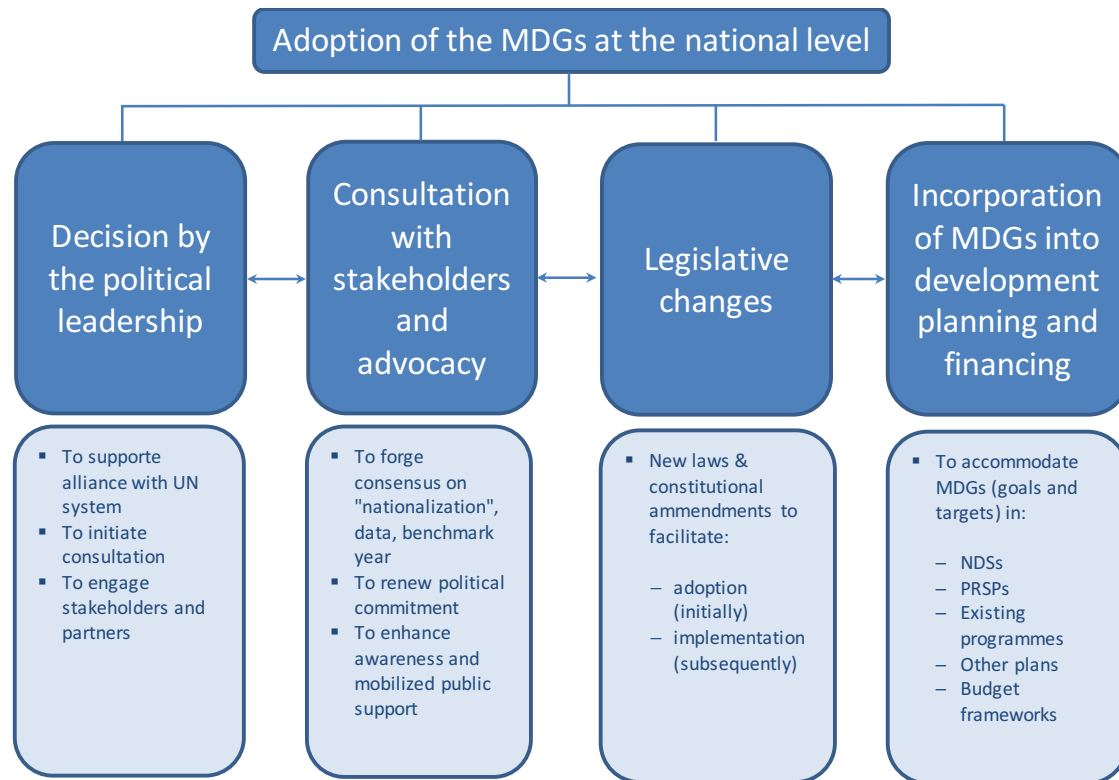 Adoption of the MDGs at the national level
Decision by
the political
leadership
Consultation
with
stakeholders
and
advocacy
Legislative
changes
Incorporation
of MDGs into
development
planning and
financing
▪ To supporte
alliance with UN
system
▪ To initiate
consultation
▪ To engage
stakeholders and
partners
▪ To forge
consensus on
"nationalization",
data, benchmark
year
▪ To renew political
commitment
▪ To enhance
awareness and
mobilized public
support
▪ New laws &
constitutional
ammendments to
facilitate:
– adoption
(initially)
– implementation
(subsequently)
▪ To accommodate
MDGs (goals and
targets) in:
– NDSs
– PRSPs
– Existing
programmes
– Other plans
– Budget
frameworks